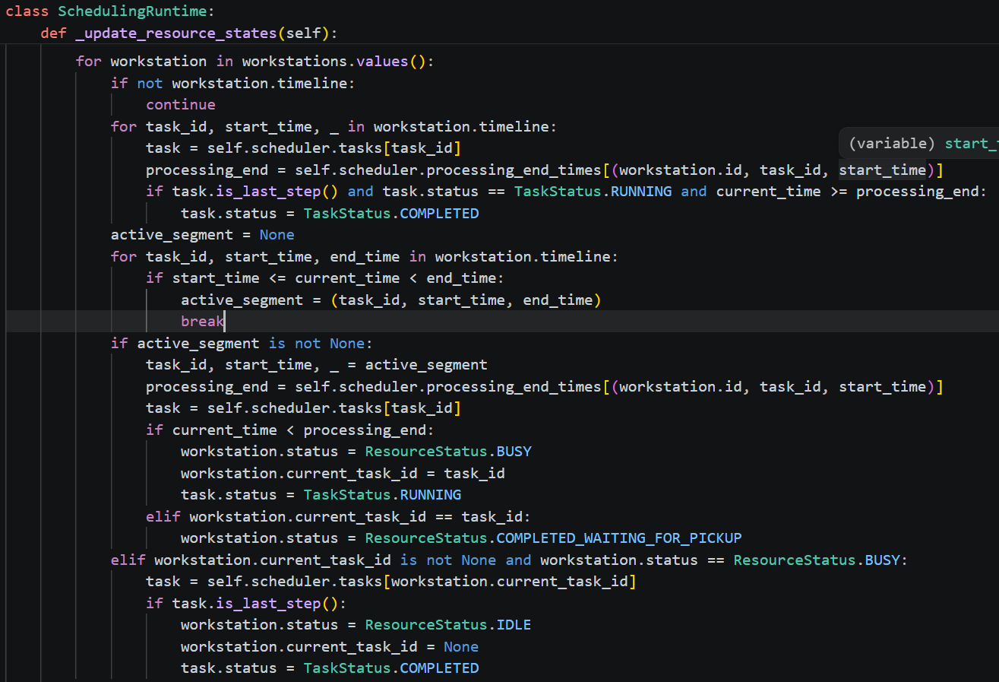 class SchedulingRuntime:
    def _update_resource_states(self):
        for workstation in workstations.values():
            if not workstation.timeline:
                continue
            for task_id, start_time, _ in workstation.timeline:
                task = self.scheduler.tasks[task_id]
(variable) start_
                processing_end = self.scheduler.processing_end_times[(workstation.id, task_id, start_time)]
                if task.is_last_step() and task.status == TaskStatus.RUNNING and current_time >= processing_end:
                    task.status = TaskStatus.COMPLETED
            active_segment = None
            for task_id, start_time, end_time in workstation.timeline:
                if start_time <= current_time < end_time:
                    active_segment = (task_id, start_time, end_time)
                    break
            if active_segment is not None:
                task_id, start_time, _ = active_segment
                processing_end = self.scheduler.processing_end_times[(workstation.id, task_id, start_time)]
                task = self.scheduler.tasks[task_id]
                if current_time < processing_end:
                    workstation.status = ResourceStatus.BUSY
                    workstation.current_task_id = task_id
                    task.status = TaskStatus.RUNNING
                elif workstation.current_task_id == task_id:
                    workstation.status = ResourceStatus.COMPLETED_WAITING_FOR_PICKUP
            elif workstation.current_task_id is not None and workstation.status == ResourceStatus.BUSY:
                task = self.scheduler.tasks[workstation.current_task_id]
                if task.is_last_step():
                    workstation.status = ResourceStatus.IDLE
                    workstation.current_task_id = None
                    task.status = TaskStatus.COMPLETED